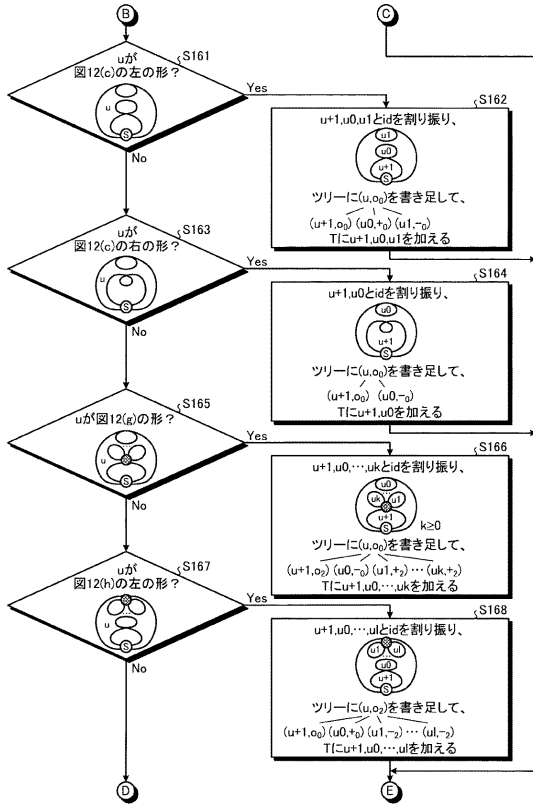 B
C
S161
uが
図12(c)の左の形？
u
S
Yes
No
S162
u+1,u0,u1とidを割り振り、
u1
u0
u+1
S
ツリーに(u,o₀)を書き足して、
(u+1,o₀) (u0,+₀) (u1,-₀)
Tにu+1,u0,u1を加える
S163
uが
図12(c)の右の形？
u
S
Yes
No
S164
u+1,u0とidを割り振り、
u0
u+1
S
ツリーに(u,o₀)を書き足して、
(u+1,o₀) (u0,-₀)
Tにu+1,u0を加える
S165
uが図12(g)の形？
S
Yes
No
S166
u+1,u0,…,ukとidを割り振り、
u0
uk u1
u+1
S
k≥0
ツリーに(u,o₀)を書き足して、
(u+1,o₂) (u0,-₀) (u1,+₂) … (uk,+₂)
Tにu+1,u0,…,ukを加える
S167
uが
図12(h)の左の形？
u
S
Yes
No
S168
u+1,u0,…,ulとidを割り振り、
u1 ul
u0
u+1
S
ツリーに(u,o₂)を書き足して、
(u+1,o₀) (u0,+₀) (u1,-₂) … (ul,-₂)
Tにu+1,u0,…,ulを加える
D
E